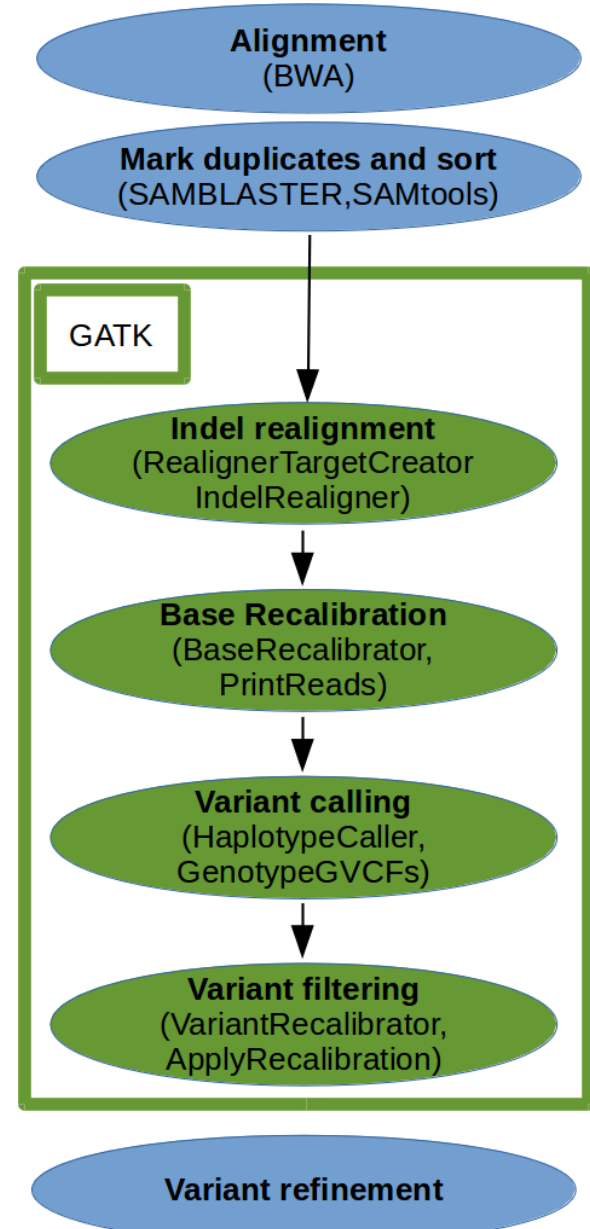 Alignment
(BWA)
Mark duplicates and sort
(SAMBLASTER,SAMtools)
GATK
Indel realignment
(RealignerTargetCreator
IndelRealigner)
Base Recalibration
(BaseRecalibrator,
PrintReads)
Variant calling
(HaplotypeCaller,
GenotypeGVCFs)
Variant filtering
(VariantRecalibrator,
ApplyRecalibration)
Variant refinement